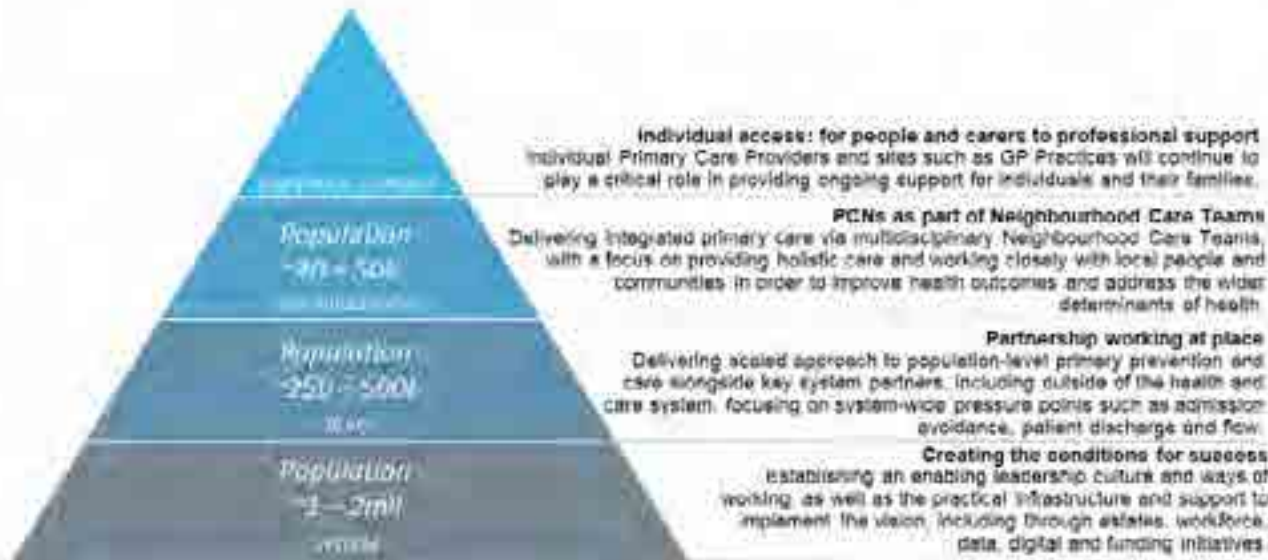 Individual access: for people and carers to professional support
Individual Primary Care Providers and sites such as GP Practices will continue to
play a critical role in providing ongoing support for individuals and their families.
Population
~30 - 50k
PCNs as part of Neighbourhood Care Teams
Delivering integrated primary care via multidisciplinary Neighbourhood Care Teams,
with a focus on providing holistic care and working closely with local people and
communities in order to improve health outcomes and address the wider
determinants of health.
Population
~250 - 500k
Partnership working at place
Delivering scaled approach to population-level primary prevention and
care alongside key system partners, including outside of the health and
care system, focusing on system-wide pressure points such as admission
avoidance, patient discharge and flow.
Population
~1 - 2mil
Creating the conditions for success
Establishing an enabling leadership culture and ways of
working, as well as the practical infrastructure and support to
implement the vision, including through estates, workforce,
data, digital and funding initiatives